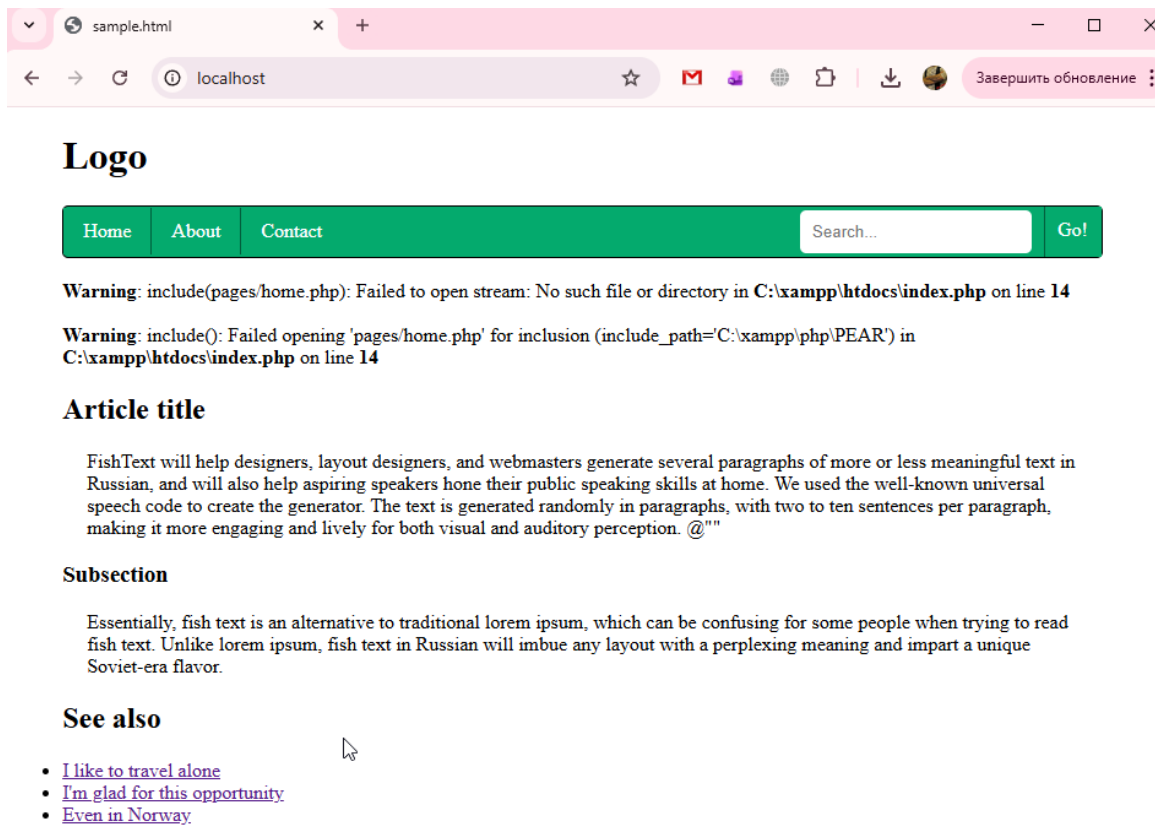 sample.html
localhost
Завершить обновление
Logo
Home About Contact Search... Go!
Warning: include(pages/home.php): Failed to open stream: No such file or directory in C:\xampp\htdocs\index.php on line 14
Warning: include(): Failed opening 'pages/home.php' for inclusion (include_path='C:\xampp\php\PEAR') in
C:\xampp\htdocs\index.php on line 14
Article title
FishText will help designers, layout designers, and webmasters generate several paragraphs of more or less meaningful text in
Russian, and will also help aspiring speakers hone their public speaking skills at home. We used the well-known universal
speech code to create the generator. The text is generated randomly in paragraphs, with two to ten sentences per paragraph,
making it more engaging and lively for both visual and auditory perception. @""
Subsection
Essentially, fish text is an alternative to traditional lorem ipsum, which can be confusing for some people when trying to read
fish text. Unlike lorem ipsum, fish text in Russian will imbue any layout with a perplexing meaning and impart a unique
Soviet-era flavor.
See also
I like to travel alone
I'm glad for this opportunity
Even in Norway